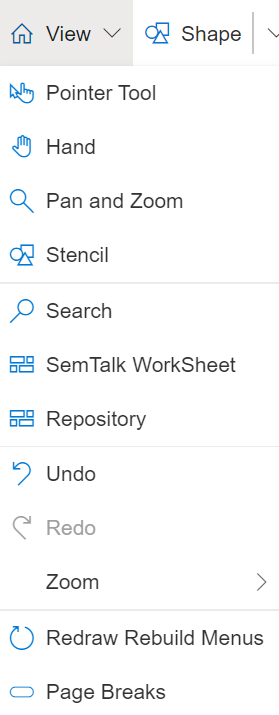 View Shape
Pointer Tool
Hand
Pan and Zoom
Stencil
Search
SemTalk WorkSheet
Repository
Undo
Redo
Zoom
Redraw Rebuild Menus
Page Breaks